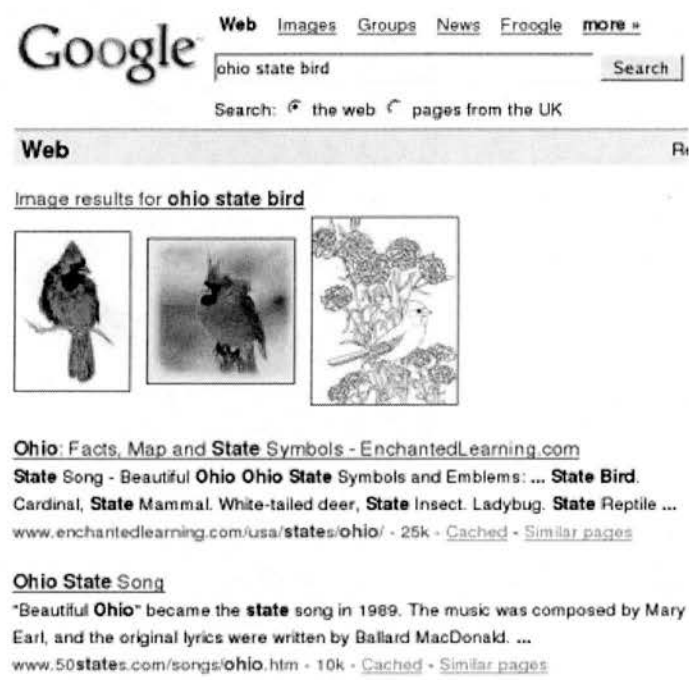 Google
Web Images Groups News Froogle more »
ohio state bird Search
Search: the web pages from the UK
Web
Image results for ohio state bird
Ohio: Facts, Map and State Symbols - EnchantedLearning.com
State Song - Beautiful Ohio Ohio State Symbols and Emblems: ... State Bird.
Cardinal, State Mammal. White-tailed deer, State Insect. Ladybug. State Reptile ...
www.enchantedlearning.com/usa/states/ohio/ - 25k - Cached - Similar pages
Ohio State Song
"Beautiful Ohio" became the state song in 1989. The music was composed by Mary
Earl, and the original lyrics were written by Ballard MacDonald. ...
www.50states.com/songs/ohio.htm - 10k - Cached - Similar pages